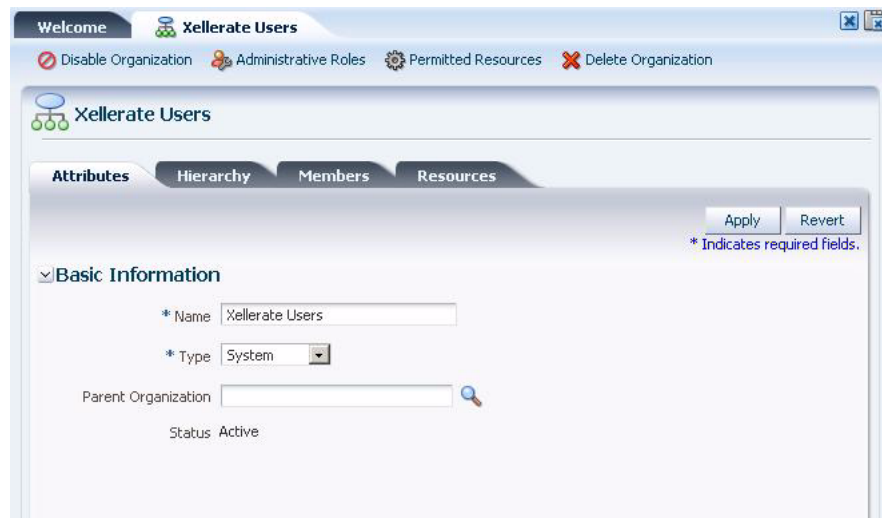 Welcome Xellerate Users
Disable Organization Administrative Roles Permitted Resources Delete Organization
Xellerate Users
Attributes Hierarchy Members Resources
Apply Revert
* Indicates required fields.
Basic Information
* Name Xellerate Users
* Type System
Parent Organization
Status Active